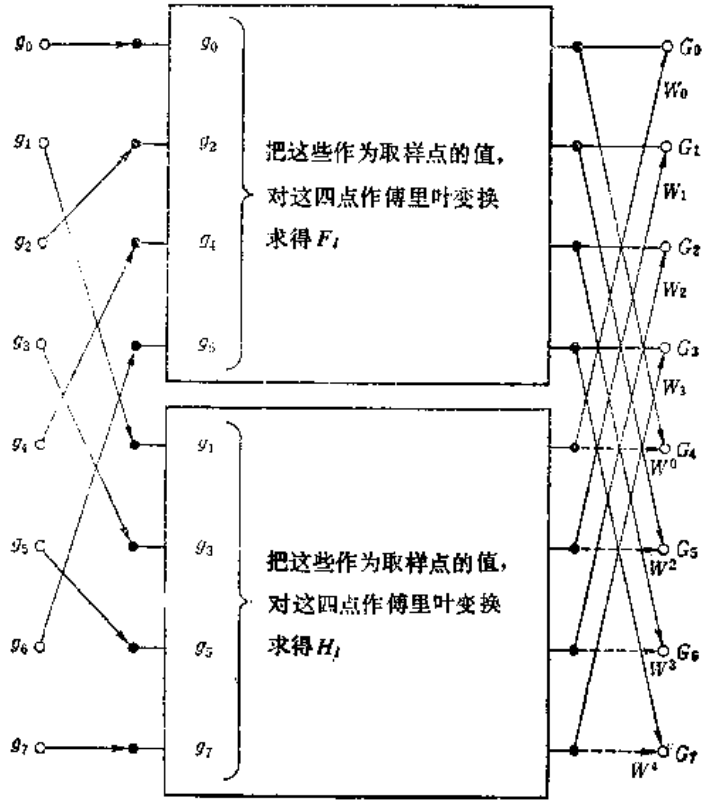 g₀
g₁
g₂
g₃
g₄
g₅
g₆
g₇
g₀
g₂
g₄
把这些作为取样点的值,
对这四点作傅里叶变换
求得 Fₗ
g₁
g₃
g₅
g₇
把这些作为取样点的值,
对这四点作傅里叶变换
求得 Hₗ
G₀
W₀
G₁
W₁
G₂
W₂
G₃
W₃
G₄
W⁰
G₅
W²
G₆
W³
G₇
W⁴